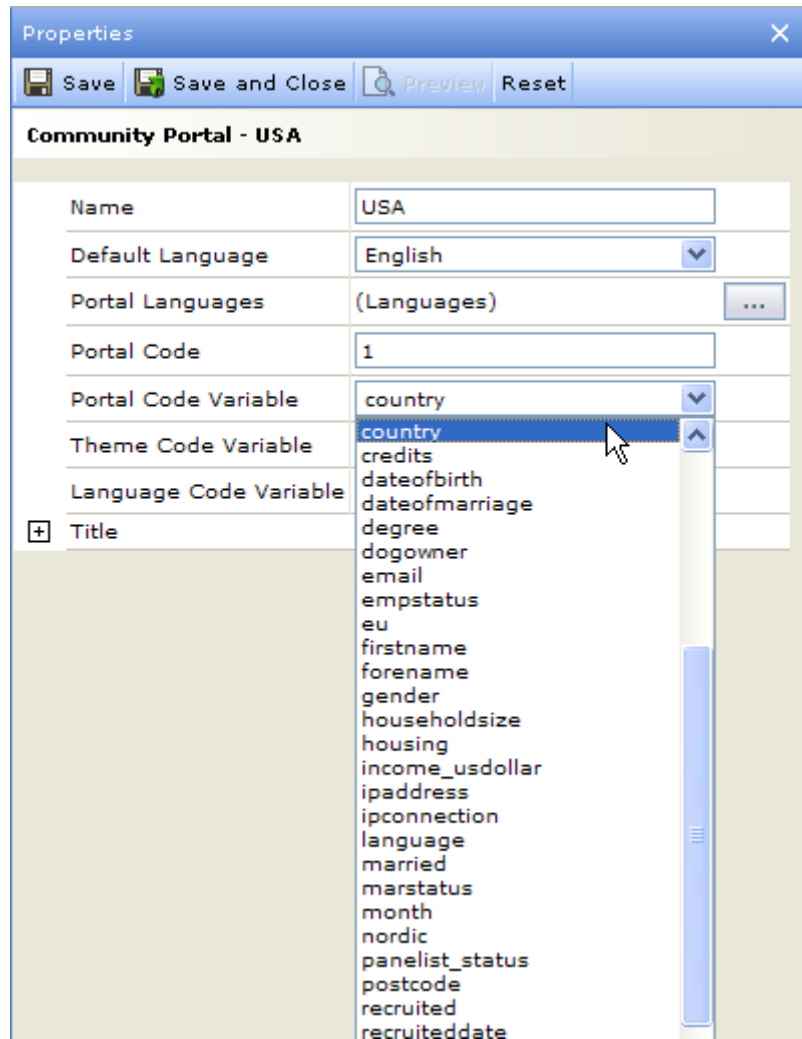 Properties
Save Save and Close Preview Reset
Community Portal - USA
Name USA
Default Language English
Portal Languages (Languages) ...
Portal Code 1
Portal Code Variable country
Theme Code Variable
Language Code Variable
Title
country
credits
dateofbirth
dateofmarriage
degree
dogowner
email
empstatus
eu
firstname
forename
gender
householdsize
housing
income_usdollar
ipaddress
ipconnection
language
married
marstatus
month
nordic
panelist_status
postcode
recruited
recruiteddate